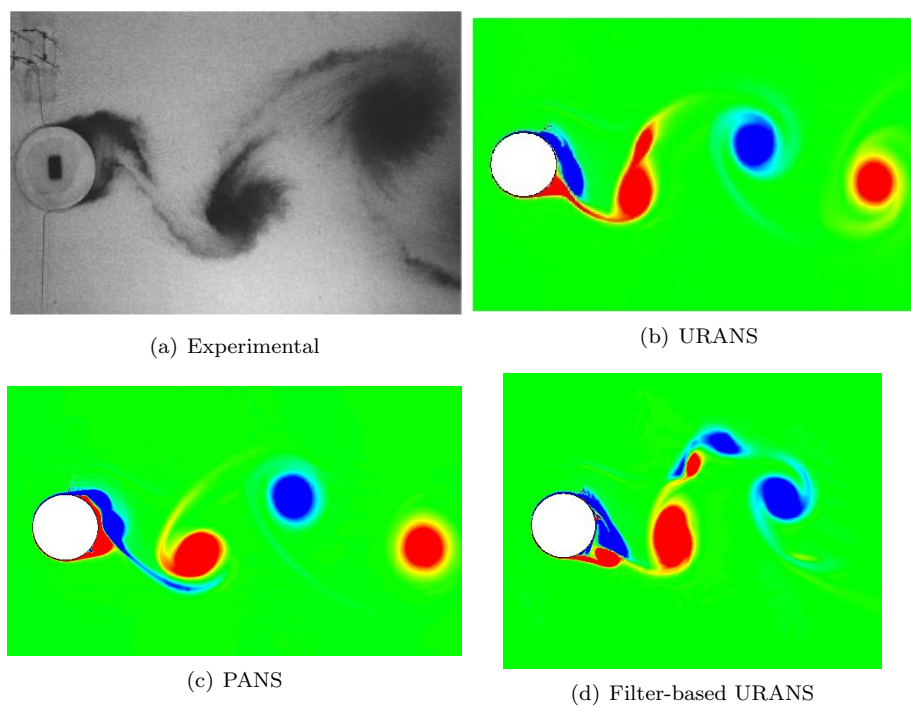 (a) Experimental
(b) URANS
(c) PANS
(d) Filter-based URANS